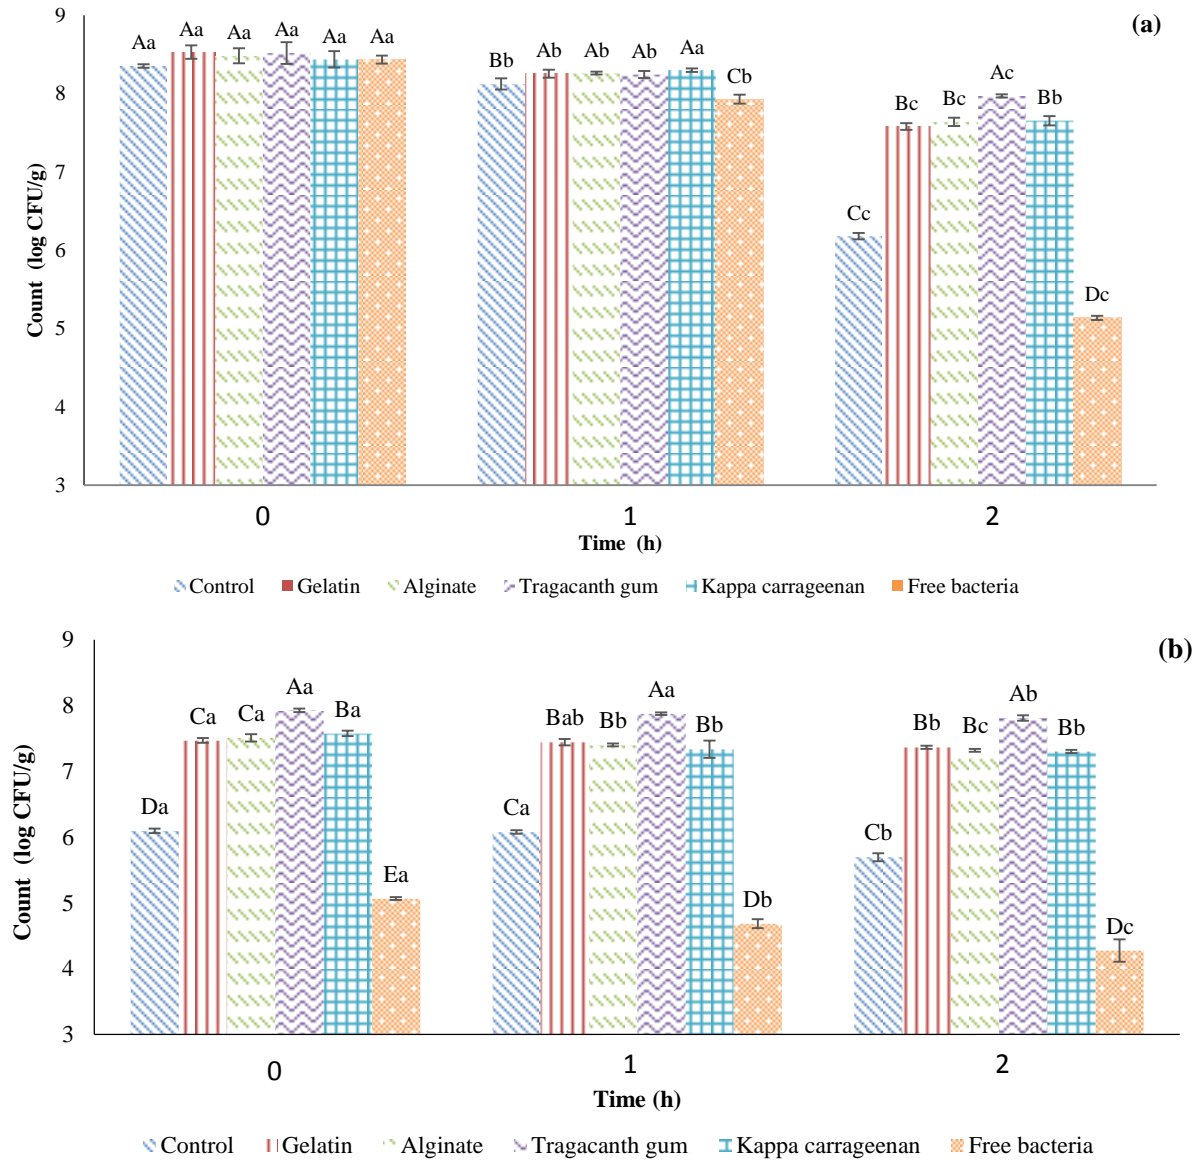 (a)
Count (log CFU/g)
9
8
7
6
5
4
3
Aa Aa Aa Aa Aa Aa
Bb Ab Ab Ab Aa Cb
Cc Bc Bc Ac Bb Dc
0 1 2
Time (h)
Control Gelatin Alginate Tragacanth gum Kappa carrageenan Free bacteria
(b)
Count (log CFU/g)
9
8
7
6
5
4
3
Da Ca Ca Aa Ba Ea
Ca Bab Bb Aa Bb Db
Cb Bb Bc Ab Bb Dc
0 1 2
Time (h)
Control Gelatin Alginate Tragacanth gum Kappa carrageenan Free bacteria